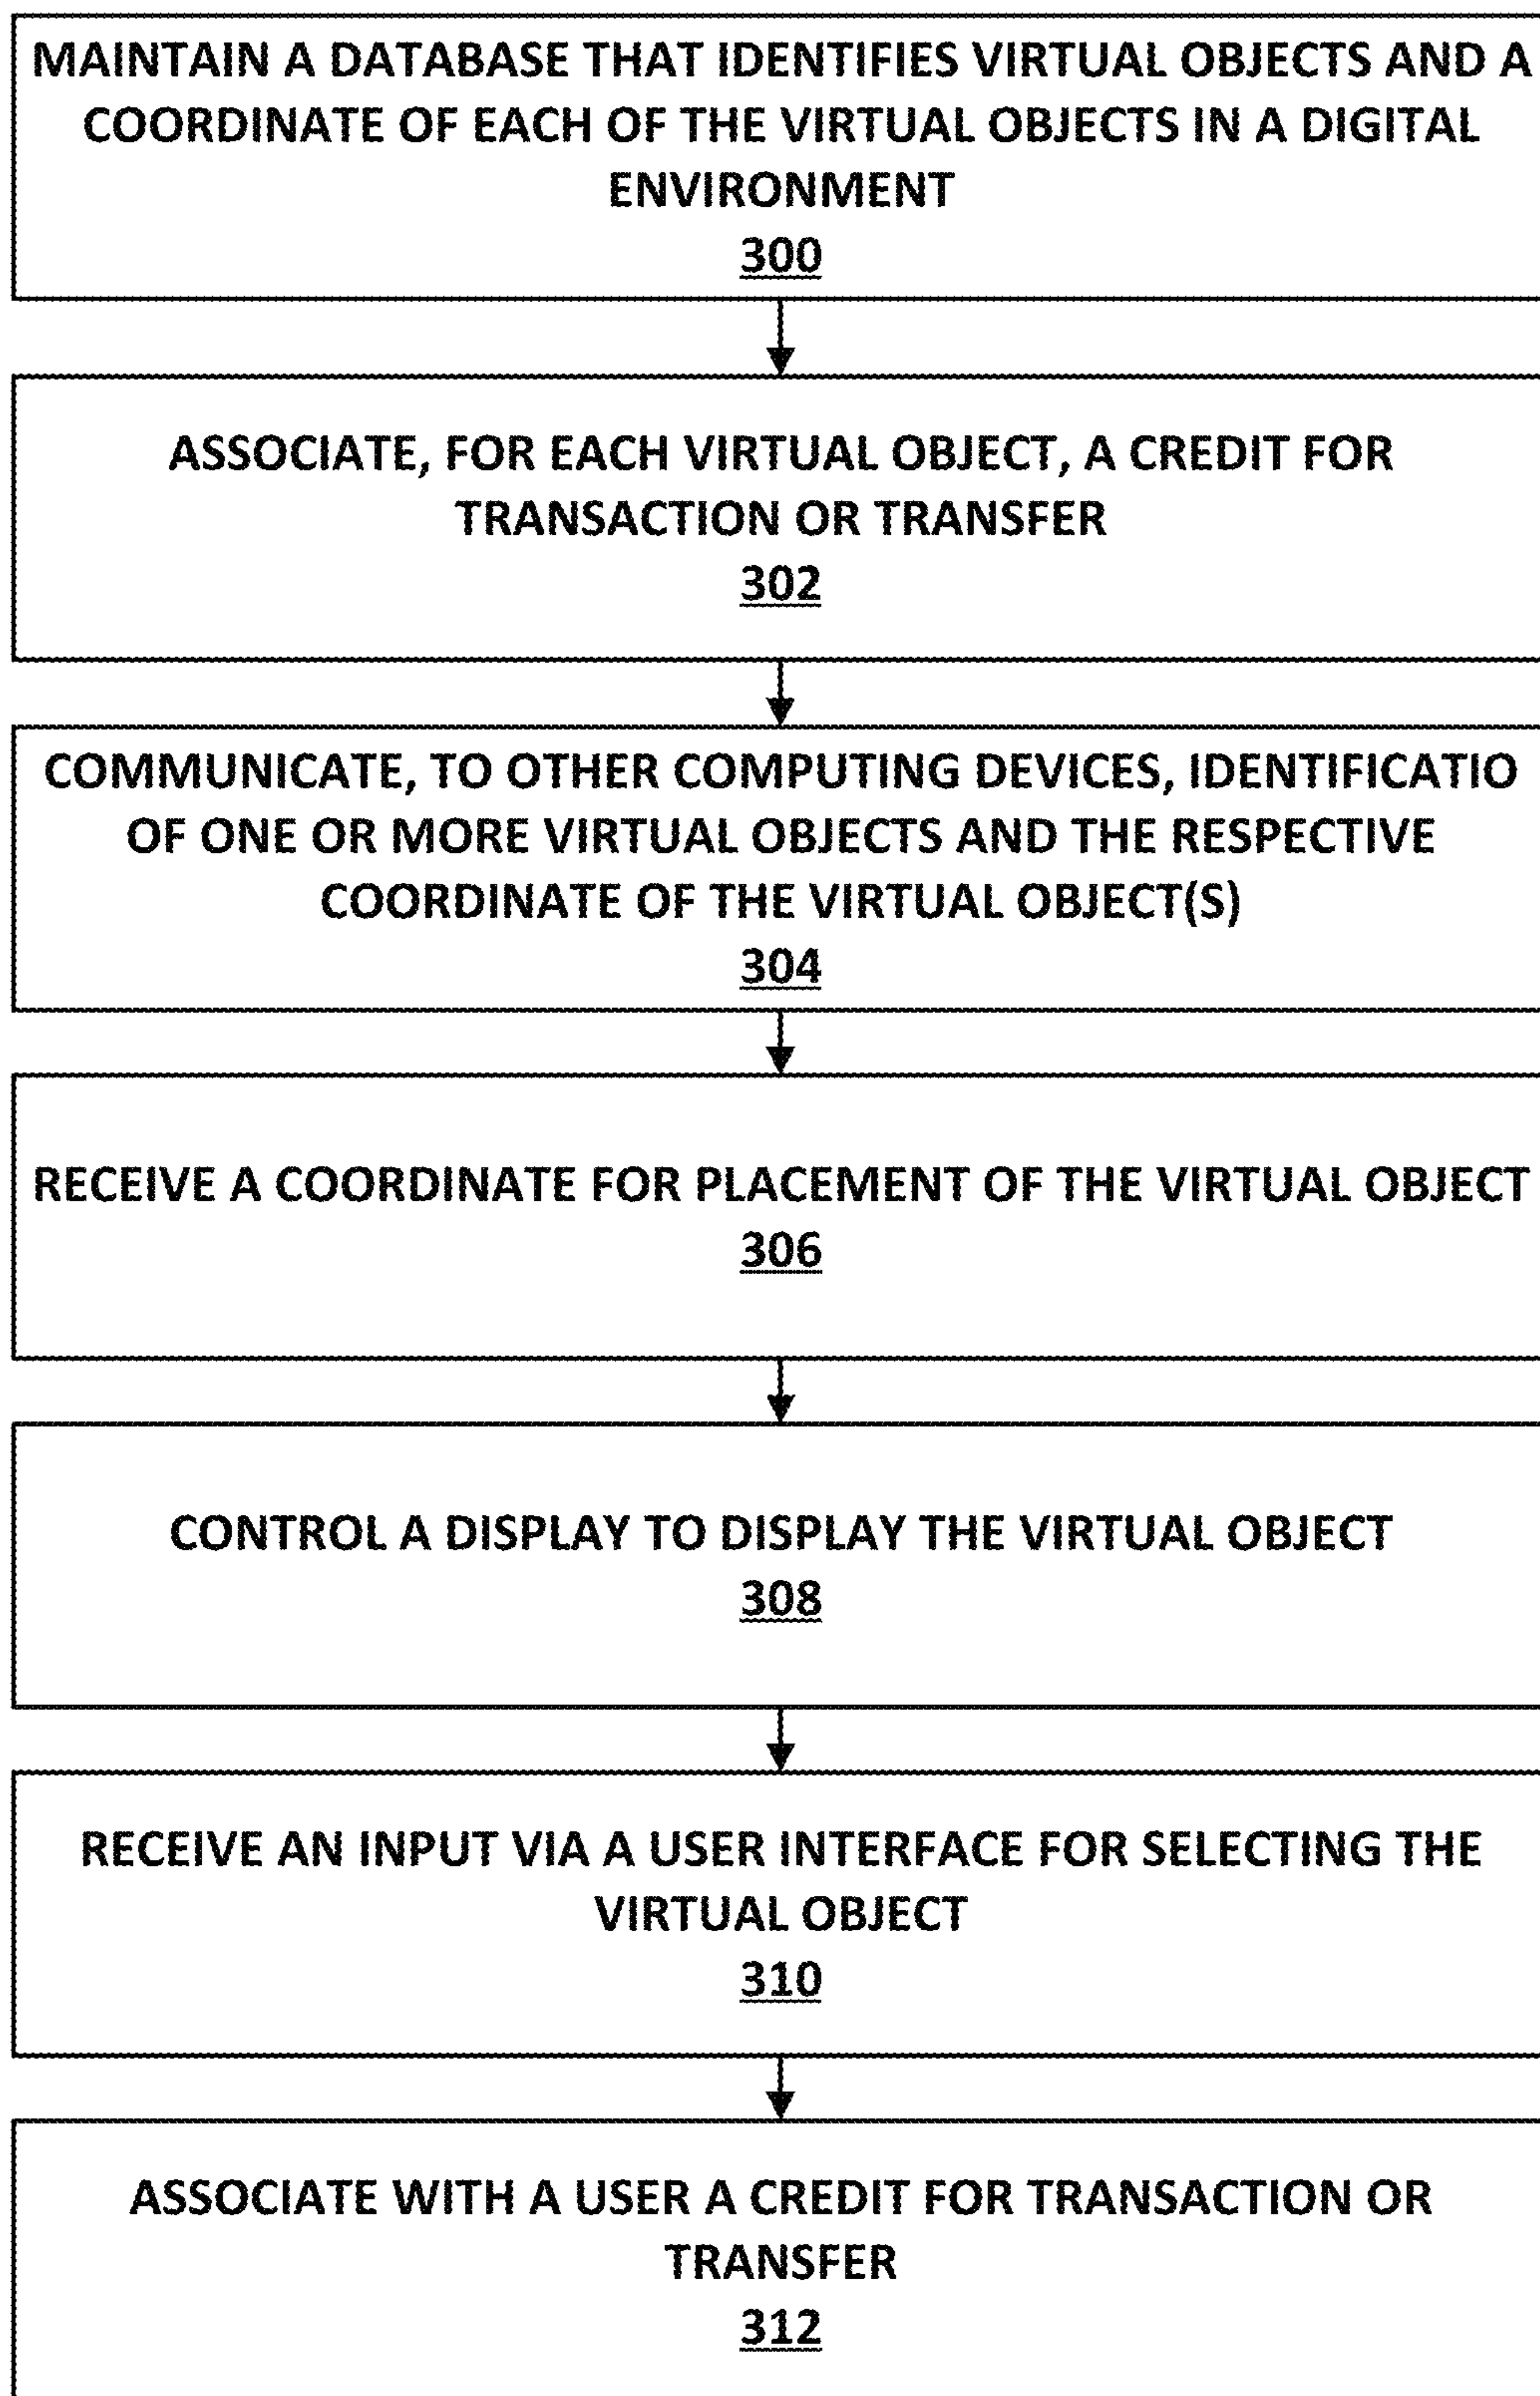 MAINTAIN A DATABASE THAT IDENTIFIES VIRTUAL OBJECTS AND A
COORDINATE OF EACH OF THE VIRTUAL OBJECTS IN A DIGITAL
ENVIRONMENT
300
ASSOCIATE, FOR EACH VIRTUAL OBJECT, A CREDIT FOR
TRANSACTION OR TRANSFER
302
COMMUNICATE, TO OTHER COMPUTING DEVICES, IDENTIFICATIO
OF ONE OR MORE VIRTUAL OBJECTS AND THE RESPECTIVE
COORDINATE OF THE VIRTUAL OBJECT(S)
304
RECEIVE A COORDINATE FOR PLACEMENT OF THE VIRTUAL OBJECT
306
CONTROL A DISPLAY TO DISPLAY THE VIRTUAL OBJECT
308
RECEIVE AN INPUT VIA A USER INTERFACE FOR SELECTING THE
VIRTUAL OBJECT
310
ASSOCIATE WITH A USER A CREDIT FOR TRANSACTION OR
TRANSFER
312